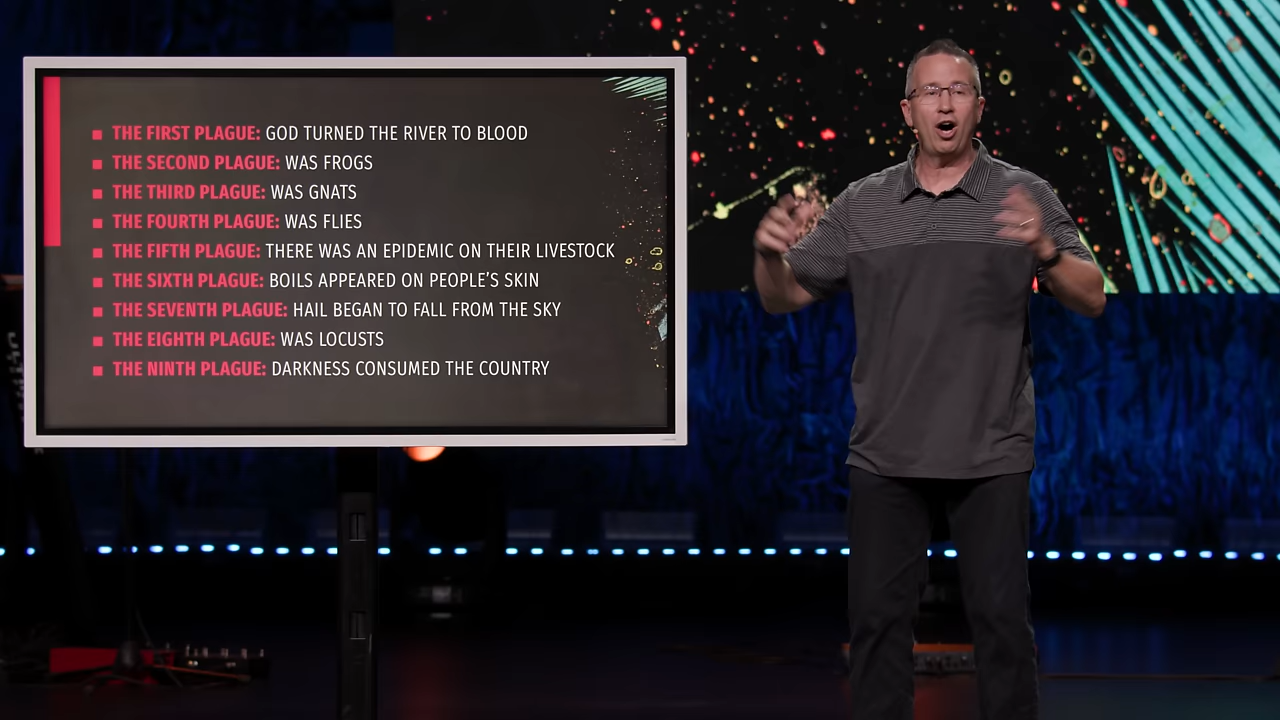 THE FIRST PLAGUE: GOD TURNED THE RIVER TO BLOOD
THE SECOND PLAGUE: WAS FROGS
THE THIRD PLAGUE: WAS GNATS
THE FOURTH PLAGUE: WAS FLIES
THE FIFTH PLAGUE: THERE WAS AN EPIDEMIC ON THEIR LIVESTOCK
THE SIXTH PLAGUE: BOILS APPEARED ON PEOPLE’S SKIN
THE SEVENTH PLAGUE: HAIL BEGAN TO FALL FROM THE SKY
THE EIGHTH PLAGUE: WAS LOCUSTS
THE NINTH PLAGUE: DARKNESS CONSUMED THE COUNTRY